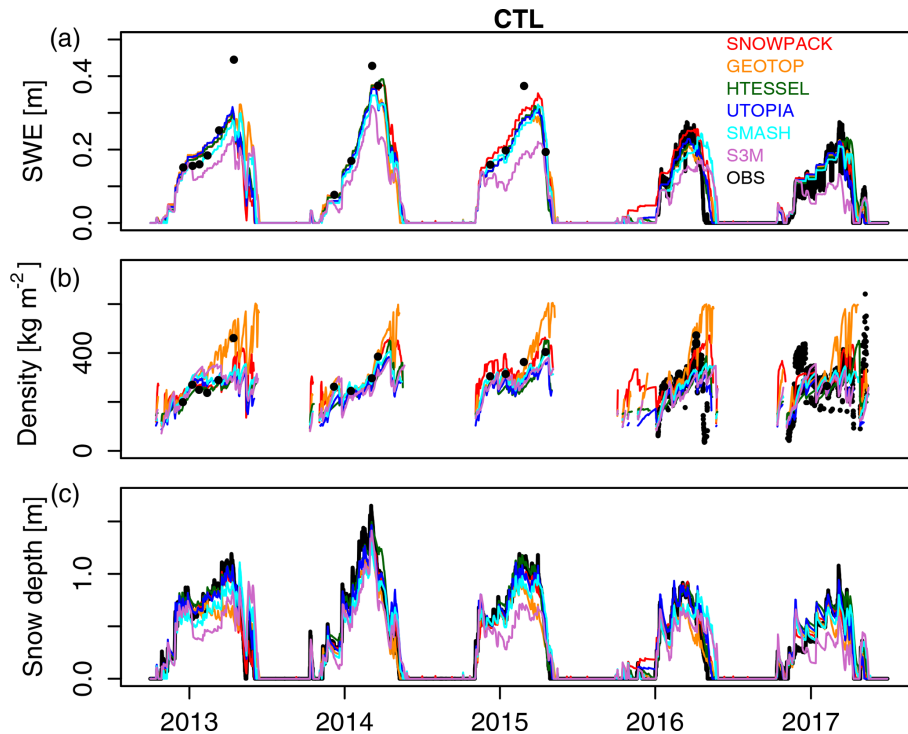 CTL
(a)
SWE [m]
0.4
0.2
0.0
SNOWPACK
GEOTOP
HTESSEL
UTOPIA
SMASH
S3M
OBS
(b)
Density [kg m⁻²]
400
200
0
(c)
Snow depth [m]
1.0
0.0
2013 2014 2015 2016 2017